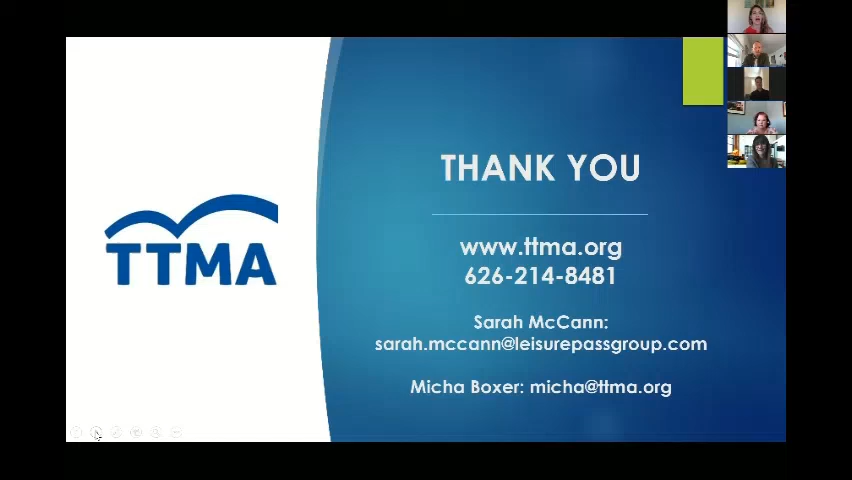 TTMA
THANK YOU
www.ttma.org
626-214-8481
Sarah McCann:
sarah.mccann@leisurepassgroup.com
Micha Boxer: micha@ttma.org